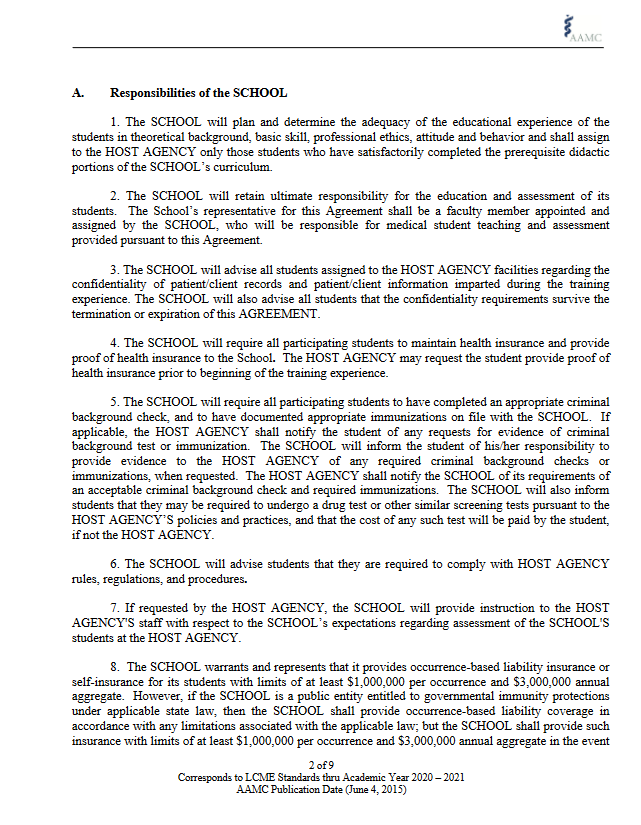 AAMC
A. Responsibilities of the SCHOOL
1. The SCHOOL will plan and determine the adequacy of the educational experience of the
students in theoretical background, basic skill, professional ethics, attitude and behavior and shall assign
to the HOST AGENCY only those students who have satisfactorily completed the prerequisite didactic
portions of the SCHOOL's curriculum.
2. The SCHOOL will retain ultimate responsibility for the education and assessment of its
students. The School's representative for this Agreement shall be a faculty member appointed and
assigned by the SCHOOL, who will be responsible for medical student teaching and assessment
provided pursuant to this Agreement.
3. The SCHOOL will advise all students assigned to the HOST AGENCY facilities regarding the
confidentiality of patient/client records and patient/client information imparted during the training
experience. The SCHOOL will also advise all students that the confidentiality requirements survive the
termination or expiration of this AGREEMENT.
4. The SCHOOL will require all participating students to maintain health insurance and provide
proof of health insurance to the School. The HOST AGENCY may request the student provide proof of
health insurance prior to beginning of the training experience.
5. The SCHOOL will require all participating students to have completed an appropriate criminal
background check, and to have documented appropriate immunizations on file with the SCHOOL. If
applicable, the HOST AGENCY shall notify the student of any requests for evidence of criminal
background test or immunization. The SCHOOL will inform the student of his/her responsibility to
provide evidence to the HOST AGENCY of any required criminal background checks or
immunizations, when requested. The HOST AGENCY shall notify the SCHOOL of its requirements of
an acceptable criminal background check and required immunizations. The SCHOOL will also inform
students that they may be required to undergo a drug test or other similar screening tests pursuant to the
HOST AGENCY'S policies and practices, and that the cost of any such test will be paid by the student,
if not the HOST AGENCY.
6. The SCHOOL will advise students that they are required to comply with HOST AGENCY
rules, regulations, and procedures.
7. If requested by the HOST AGENCY, the SCHOOL will provide instruction to the HOST
AGENCY'S staff with respect to the SCHOOL's expectations regarding assessment of the SCHOOL'S
students at the HOST AGENCY.
8. The SCHOOL warrants and represents that it provides occurrence-based liability insurance or
self-insurance for its students with limits of at least $1,000,000 per occurrence and $3,000,000 annual
aggregate. However, if the SCHOOL is a public entity entitled to governmental immunity protections
under applicable state law, then the SCHOOL shall provide occurrence-based liability coverage in
accordance with any limitations associated with the applicable law; but the SCHOOL shall provide such
insurance with limits of at least $1,000,000 per occurrence and $3,000,000 annual aggregate in the event
2 of 9
Corresponds to LCME Standards thru Academic Year 2020 – 2021
AAMC Publication Date (June 4, 2015)